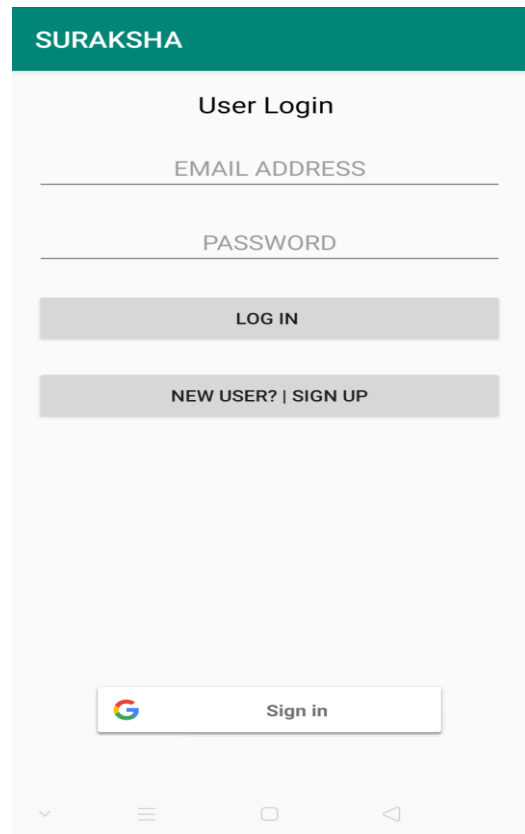 SURAKSHA
User Login
EMAIL ADDRESS
PASSWORD
LOG IN
NEW USER? | SIGN UP
Sign in